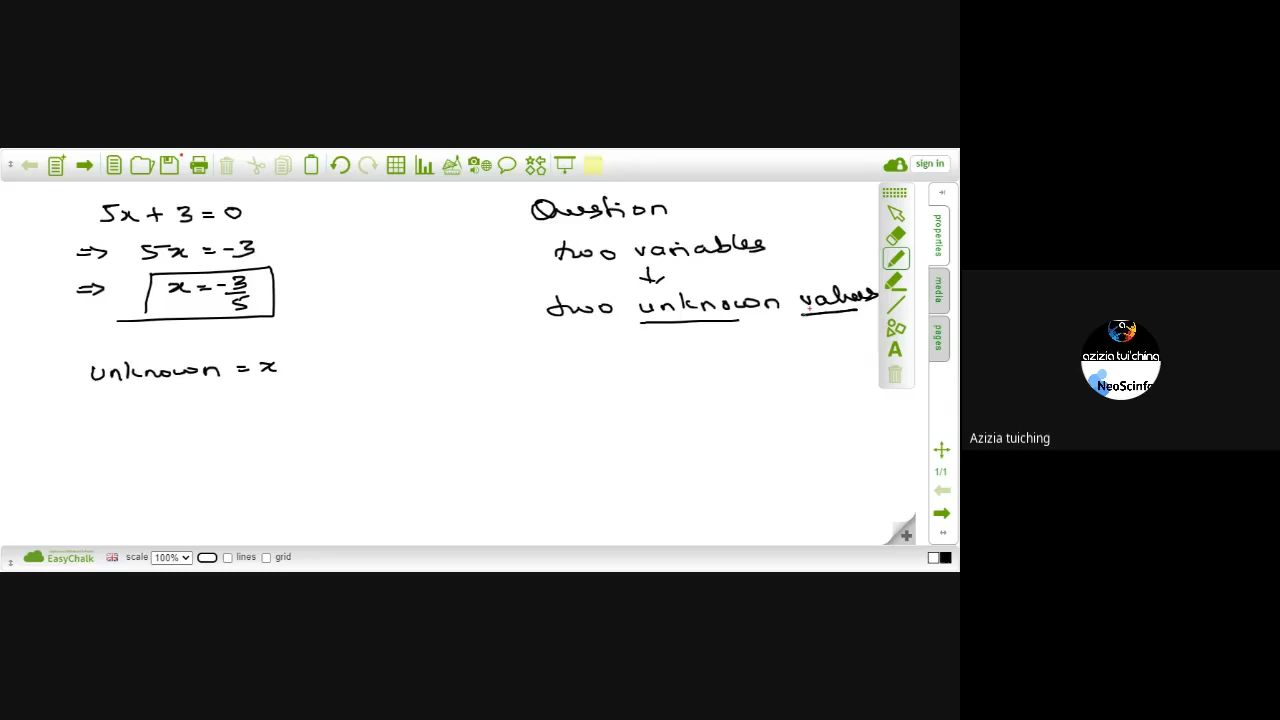 sign in
5x + 3 = 0
⇒ 5x = -3
⇒ x = -3/5
unknown = x
Question
two variables
↓
two unknown values
A
properties
media
pages
1/1
EasyChalk
scale 100%
lines
grid
azizia tui'ching
NeoScinfo
Azizia tuiching